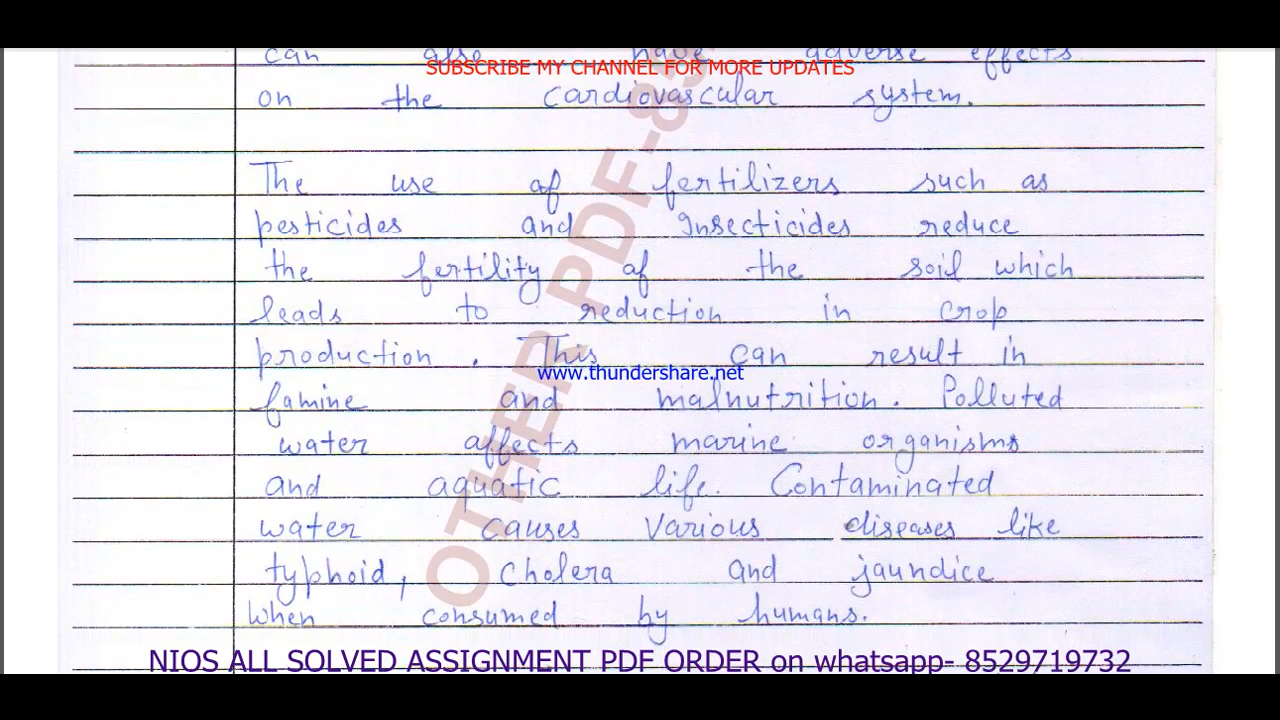 can also have adverse effects
SUBSCRIBE MY CHANNEL FOR MORE UPDATES
on the cardiovascular system.
The use of fertilizers such as
pesticides and Insecticides reduce
the fertility of the soil which
leads to reduction in crop
production. This can result in
www.thundershare.net
famine and malnutrition. Polluted
water affects marine organisms
and aquatic life. Contaminated
water causes various diseases like
typhoid, cholera and jaundice
when consumed by humans.
OTHER PDF-85
NIOS ALL SOLVED ASSIGNMENT PDF ORDER on whatsapp- 8529719732